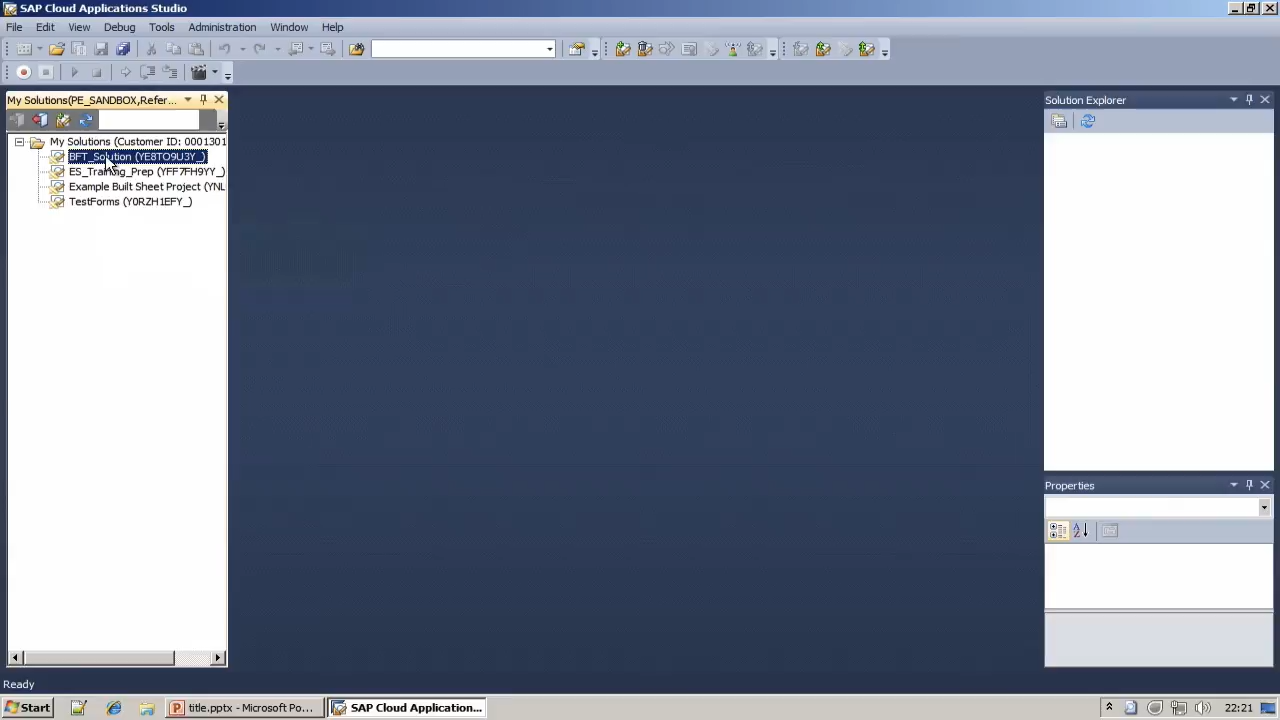 SAP Cloud Applications Studio
File Edit View Debug Tools Administration Window Help
My Solutions(PE_SANDBOX,Refer...
Solution Explorer
My Solutions (Customer ID: 0001301
BFT_Solution (YE8TO9U3Y_)
ES_Training_Prep (YFF7FH9YY_)
Example Built Sheet Project (YNL
TestForms (Y0RZH1EFY_)
Properties
Ready
Start
title.pptx - Microsoft Po...
SAP Cloud Application...
22:21